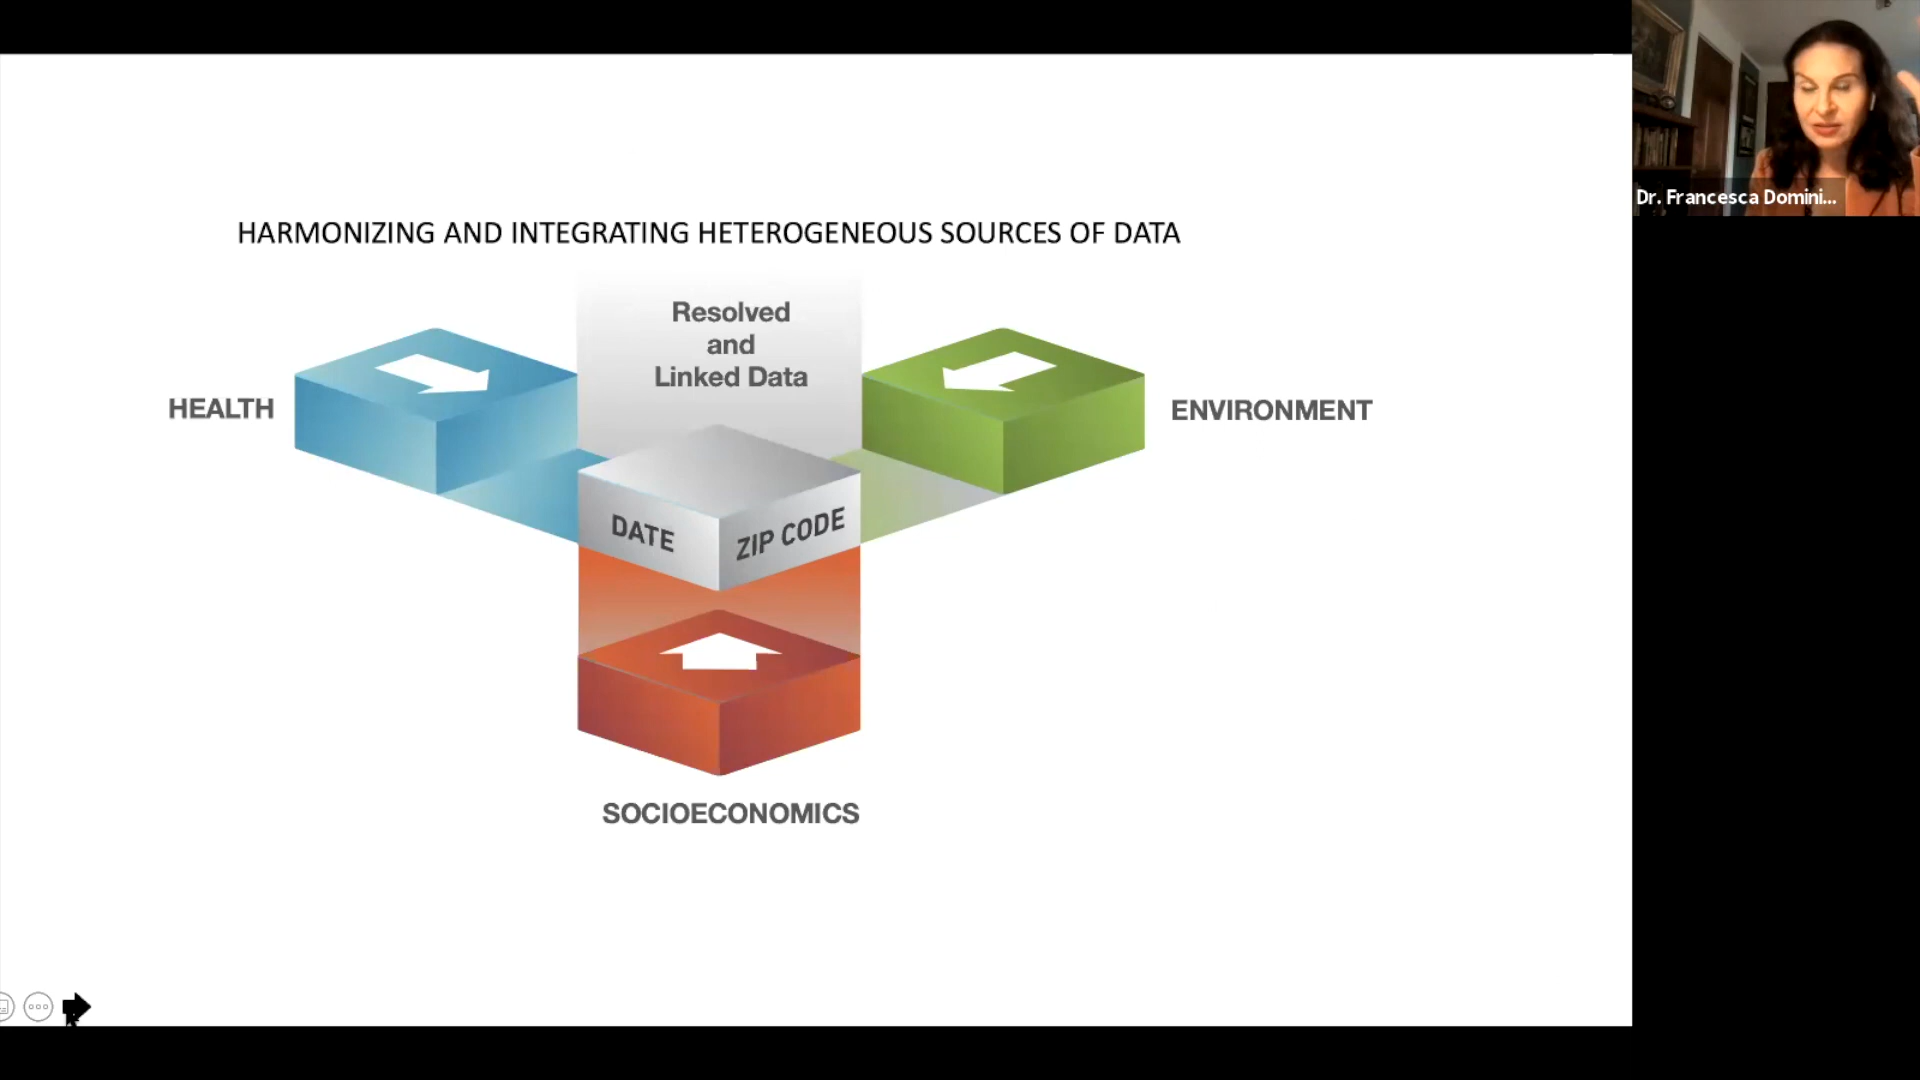 Dr. Francesca Domini...
HARMONIZING AND INTEGRATING HETEROGENEOUS SOURCES OF DATA
Resolved
and
Linked Data
HEALTH
ENVIRONMENT
DATE
ZIP CODE
SOCIOECONOMICS